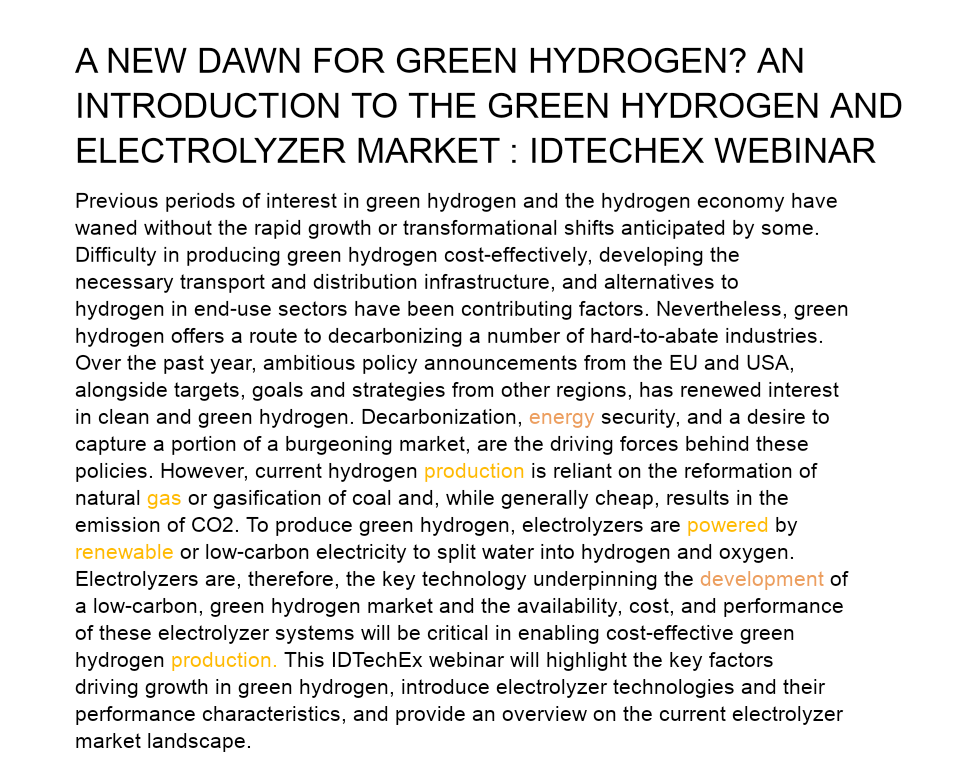 A NEW DAWN FOR GREEN HYDROGEN? AN
INTRODUCTION TO THE GREEN HYDROGEN AND
ELECTROLYZER MARKET : IDTECHEX WEBINAR
Previous periods of interest in green hydrogen and the hydrogen economy have
waned without the rapid growth or transformational shifts anticipated by some.
Difficulty in producing green hydrogen cost-effectively, developing the
necessary transport and distribution infrastructure, and alternatives to
hydrogen in end-use sectors have been contributing factors. Nevertheless, green
hydrogen offers a route to decarbonizing a number of hard-to-abate industries.
Over the past year, ambitious policy announcements from the EU and USA,
alongside targets, goals and strategies from other regions, has renewed interest
in clean and green hydrogen. Decarbonization, energy security, and a desire to
capture a portion of a burgeoning market, are the driving forces behind these
policies. However, current hydrogen production is reliant on the reformation of
natural gas or gasification of coal and, while generally cheap, results in the
emission of CO2. To produce green hydrogen, electrolyzers are powered by
renewable or low-carbon electricity to split water into hydrogen and oxygen.
Electrolyzers are, therefore, the key technology underpinning the development of
a low-carbon, green hydrogen market and the availability, cost, and performance
of these electrolyzer systems will be critical in enabling cost-effective green
hydrogen production. This IDTechEx webinar will highlight the key factors
driving growth in green hydrogen, introduce electrolyzer technologies and their
performance characteristics, and provide an overview on the current electrolyzer
market landscape.